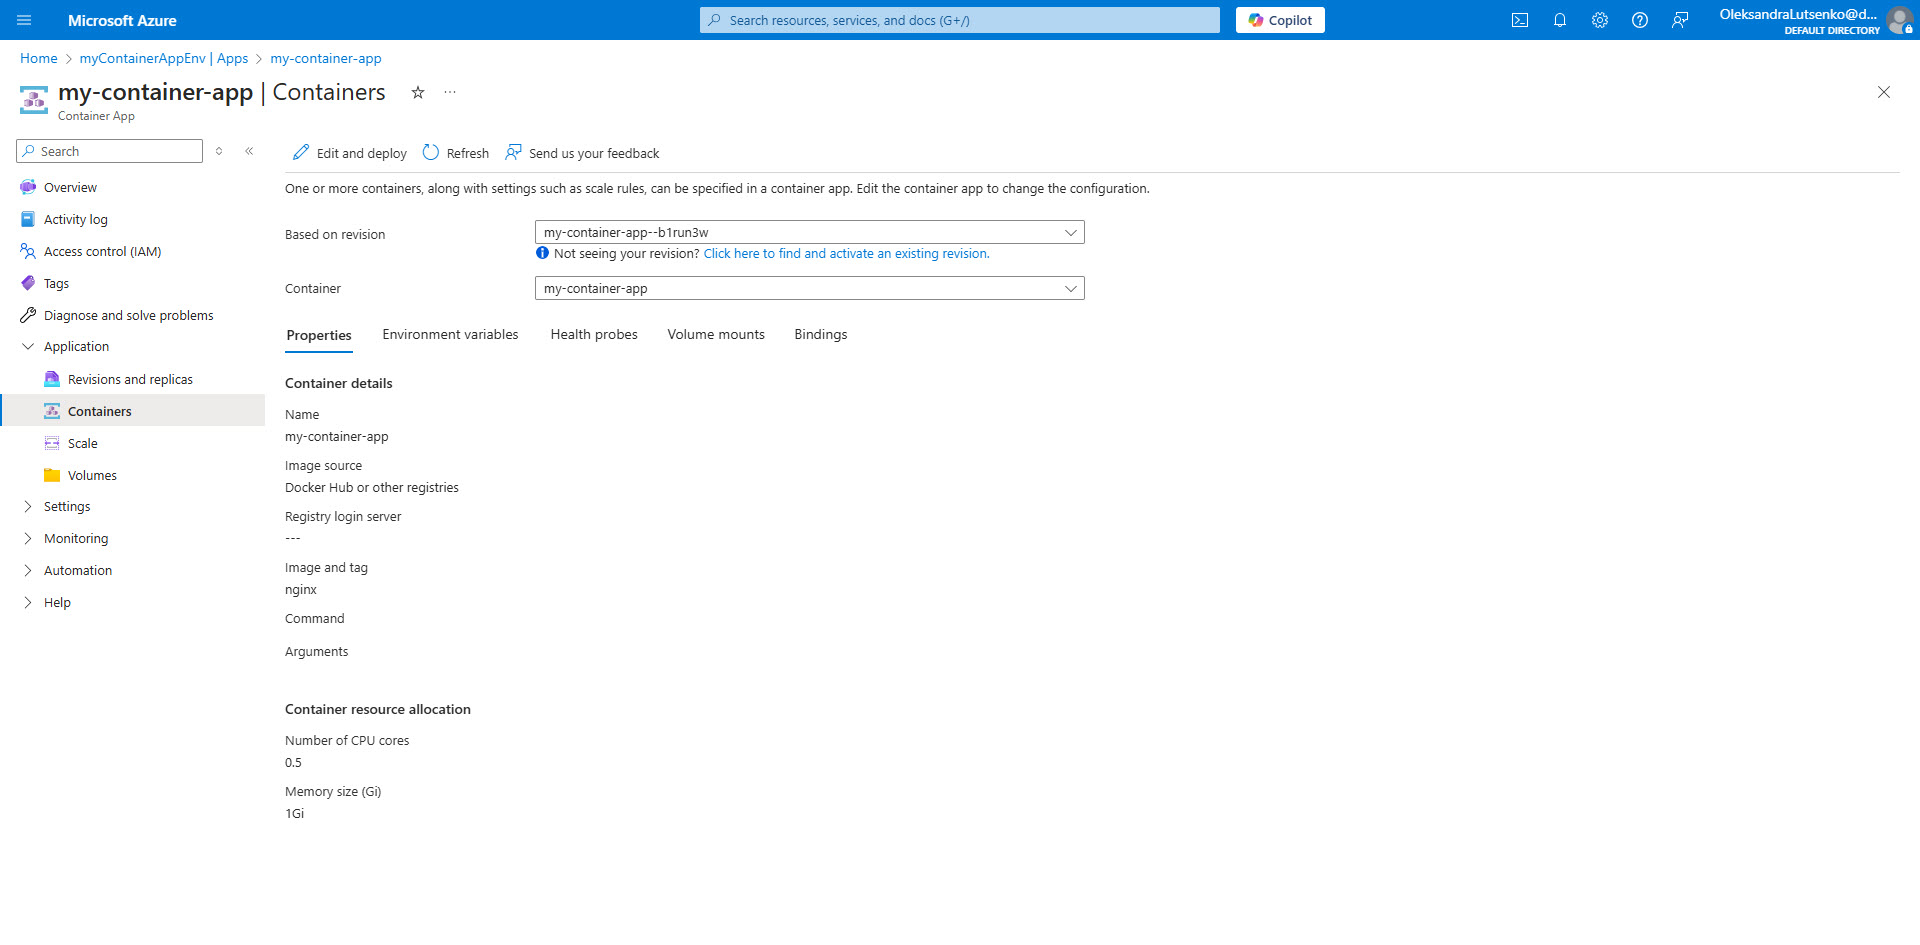 Microsoft Azure
Search resources, services, and docs (G+/)
Copilot
OleksandraLutsenko@d...
DEFAULT DIRECTORY
Home > myContainerAppEnv | Apps > my-container-app
my-container-app | Containers
Container App
Search
Overview
Activity log
Access control (IAM)
Tags
Diagnose and solve problems
Application
Revisions and replicas
Containers
Scale
Volumes
Settings
Monitoring
Automation
Help
Edit and deploy
Refresh
Send us your feedback
One or more containers, along with settings such as scale rules, can be specified in a container app. Edit the container app to change the configuration.
Based on revision
my-container-app--b1run3w
Not seeing your revision? Click here to find and activate an existing revision.
Container
my-container-app
Properties
Environment variables
Health probes
Volume mounts
Bindings
Container details
Name
my-container-app
Image source
Docker Hub or other registries
Registry login server
---
Image and tag
nginx
Command
Arguments
Container resource allocation
Number of CPU cores
0.5
Memory size (Gi)
1Gi